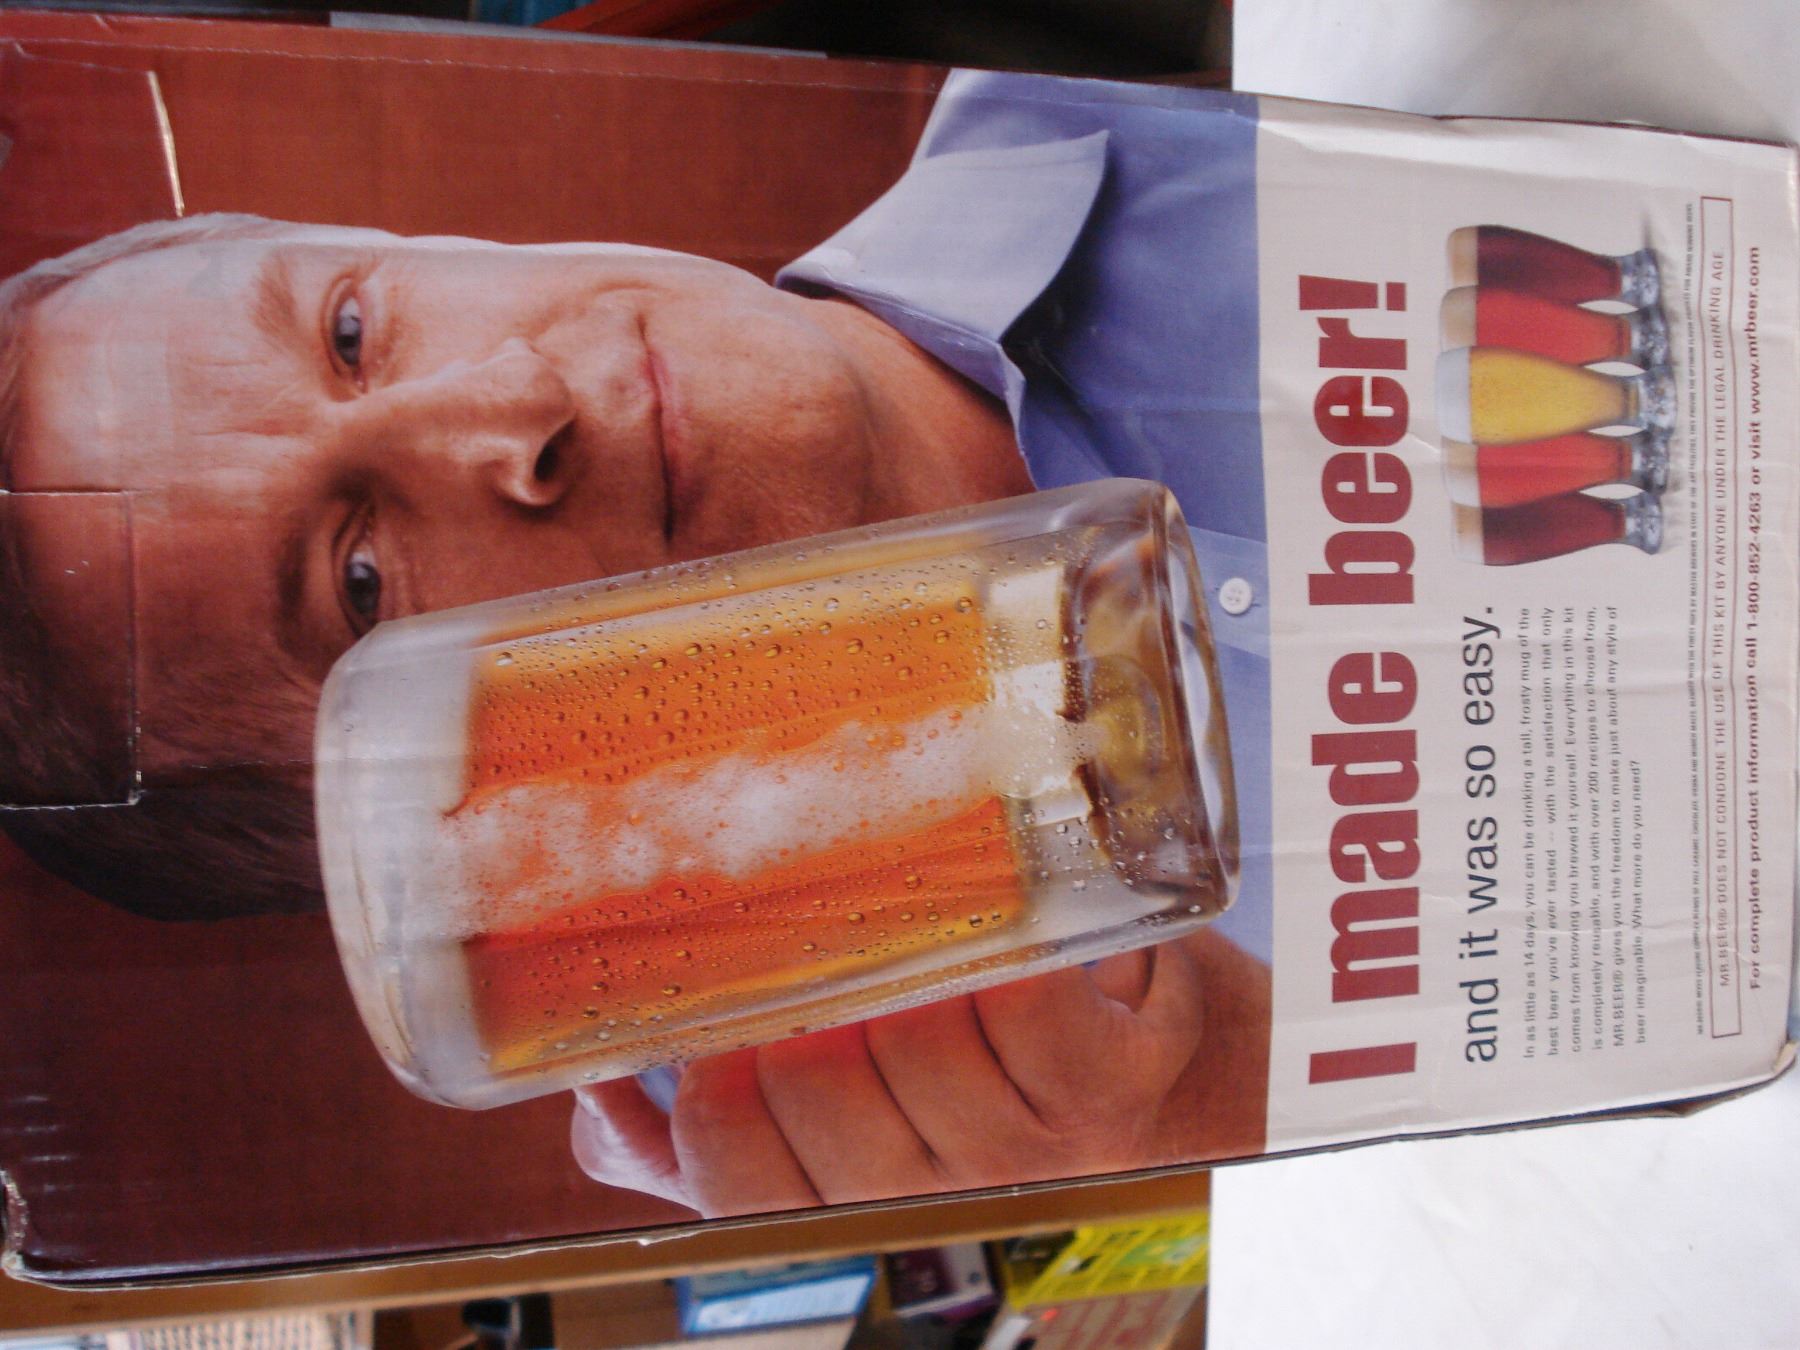 I made beer!
and it was so easy.
In as little as 14 days, you can be drinking a tall, frosty mug of the
best beer you've ever tasted -- with the satisfaction that only
comes from knowing you brewed it yourself. Everything in this kit
is completely reusable, and with over 200 recipes to choose from,
MR.BEER® gives you the freedom to make just about any style of
beer imaginable. What more do you need?
MR.BEER® DOES NOT CONDONE THE USE OF THIS KIT BY ANYONE UNDER THE LEGAL DRINKING AGE
For complete product information call 1-800-852-4263 or visit www.mrbeer.com